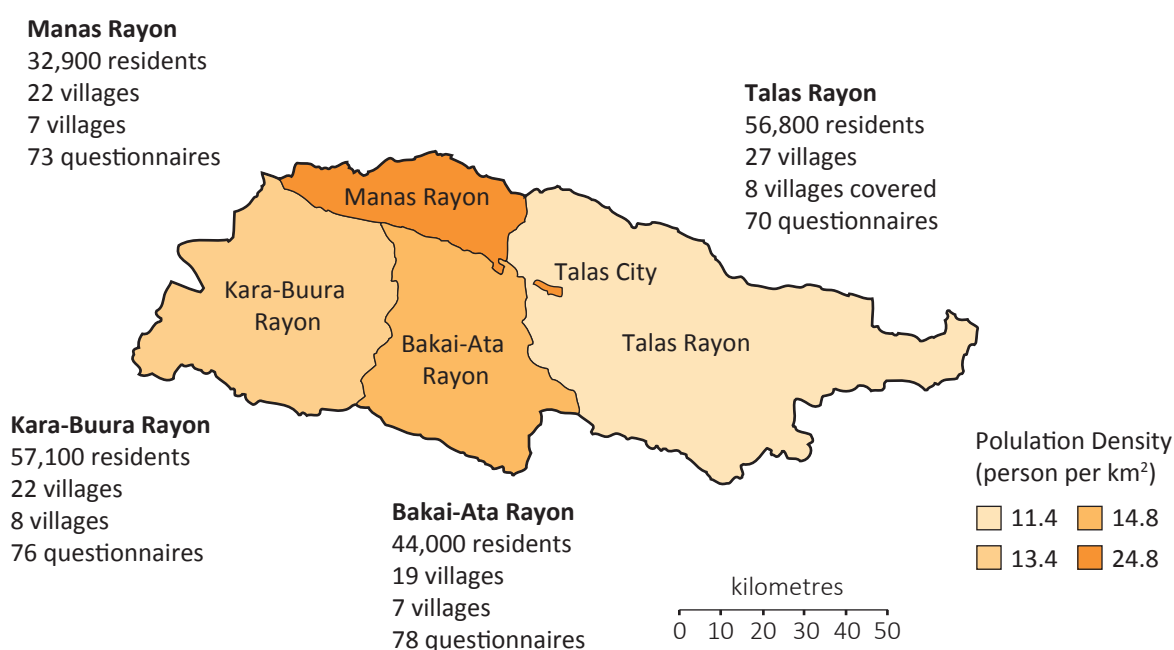 Manas Rayon
32,900 residents
22 villages
7 villages
73 questionnaires
Talas Rayon
56,800 residents
27 villages
8 villages covered
70 questionnaires
Manas Rayon
Talas City
Kara-Buura
Rayon
Bakai-Ata
Rayon
Talas Rayon
Kara-Buura Rayon
57,100 residents
22 villages
8 villages
76 questionnaires
Bakai-Ata Rayon
44,000 residents
19 villages
7 villages
78 questionnaires
Polulation Density
(person per km²)
11.4 14.8
13.4 24.8
kilometres
0 10 20 30 40 50